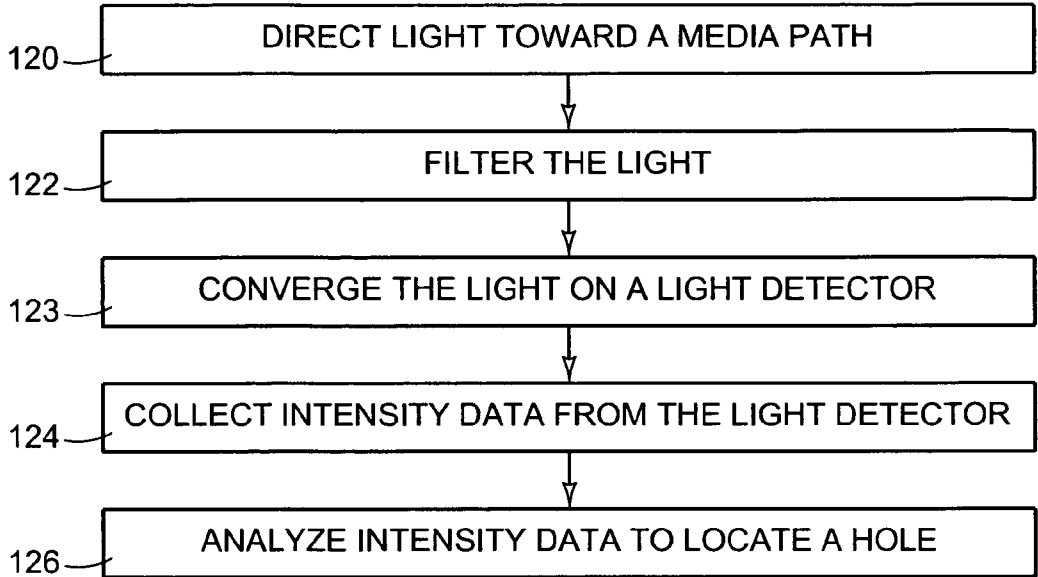 120 DIRECT LIGHT TOWARD A MEDIA PATH
122 FILTER THE LIGHT
123 CONVERGE THE LIGHT ON A LIGHT DETECTOR
124 COLLECT INTENSITY DATA FROM THE LIGHT DETECTOR
126 ANALYZE INTENSITY DATA TO LOCATE A HOLE